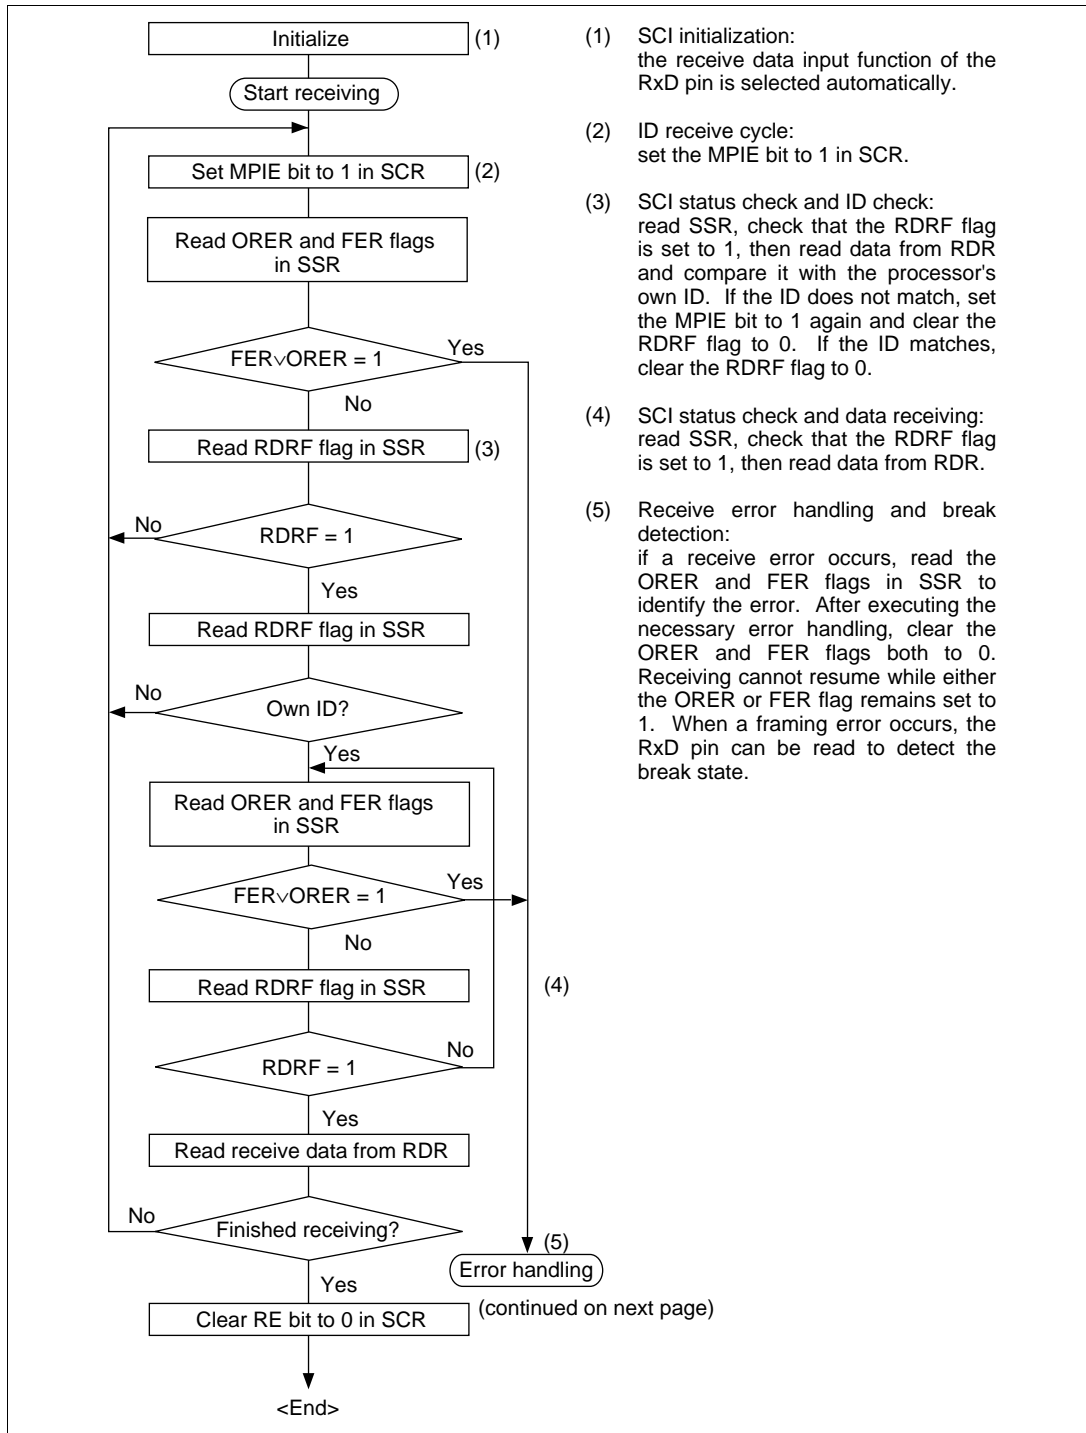 Initialize
(1)
Start receiving
Set MPIE bit to 1 in SCR
(2)
Read ORER and FER flags
in SSR
FER∨ORER = 1
Yes
No
Read RDRF flag in SSR
(3)
RDRF = 1
No
Yes
Read RDRF flag in SSR
Own ID?
No
Yes
Read ORER and FER flags
in SSR
FER∨ORER = 1
Yes
No
Read RDRF flag in SSR
(4)
RDRF = 1
No
Yes
Read receive data from RDR
Finished receiving?
No
Yes
(5)
Error handling
(continued on next page)
Clear RE bit to 0 in SCR
<End>
(1) SCI initialization:
the receive data input function of the
RxD pin is selected automatically.
(2) ID receive cycle:
set the MPIE bit to 1 in SCR.
(3) SCI status check and ID check:
read SSR, check that the RDRF flag
is set to 1, then read data from RDR
and compare it with the processor's
own ID. If the ID does not match, set
the MPIE bit to 1 again and clear the
RDRF flag to 0. If the ID matches,
clear the RDRF flag to 0.
(4) SCI status check and data receiving:
read SSR, check that the RDRF flag
is set to 1, then read data from RDR.
(5) Receive error handling and break
detection:
if a receive error occurs, read the
ORER and FER flags in SSR to
identify the error. After executing the
necessary error handling, clear the
ORER and FER flags both to 0.
Receiving cannot resume while either
the ORER or FER flag remains set to
1. When a framing error occurs, the
RxD pin can be read to detect the
break state.